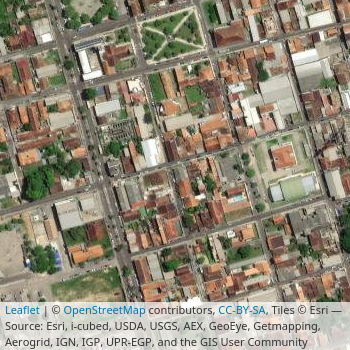 Leaflet | © OpenStreetMap contributors, CC-BY-SA, Tiles © Esri —
Source: Esri, i-cubed, USDA, USGS, AEX, GeoEye, Getmapping,
Aerogrid, IGN, IGP, UPR-EGP, and the GIS User Community